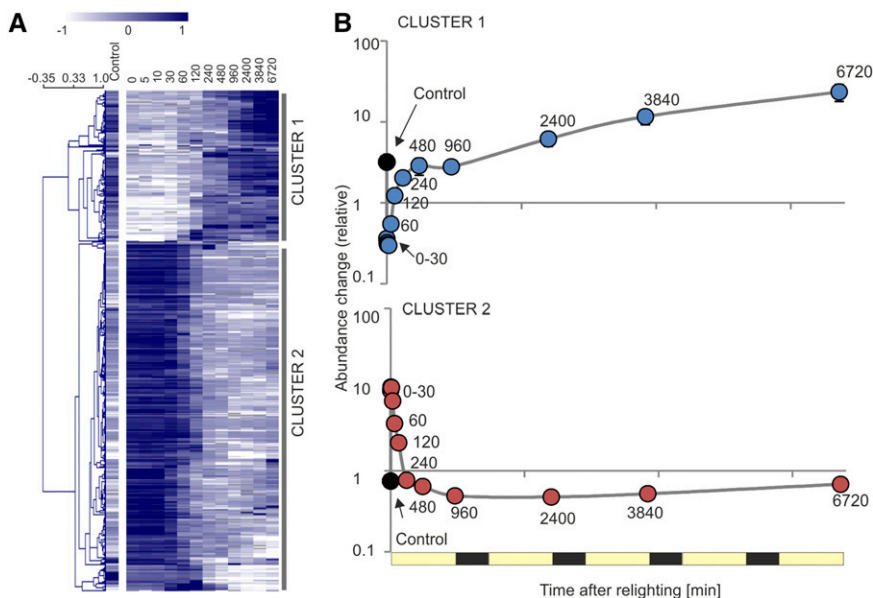 A
-1 0 1
-0.35 0.33 1.0
Control
0 5 10 30 60 120 240 480 960 2400 3840 6720
CLUSTER 1
CLUSTER 2
B
CLUSTER 1
Abundance change (relative)
100
10
1
0.1
Control
480
960
2400
3840
6720
240
120
60
0-30
CLUSTER 2
100
10
1
0.1
0-30
60
120
240
480
960
2400
3840
6720
Control
Time after relighting [min]